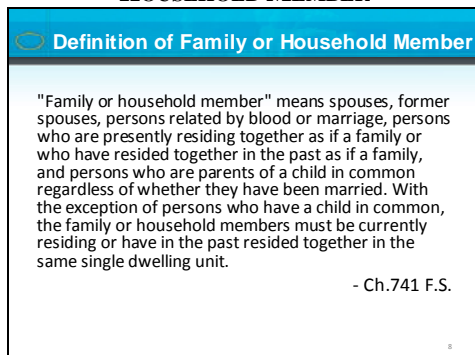 HOUSEHOLD MEMBER
Definition of Family or Household Member
"Family or household member" means spouses, former
spouses, persons related by blood or marriage, persons
who are presently residing together as if a family or
who have resided together in the past as if a family,
and persons who are parents of a child in common
regardless of whether they have been married. With
the exception of persons who have a child in common,
the family or household members must be currently
residing or have in the past resided together in the
same single dwelling unit.
- Ch.741 F.S.
8